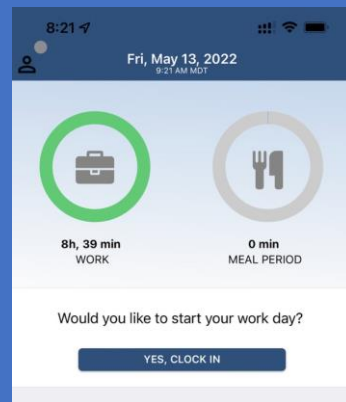 8:21
Fri, May 13, 2022
9:21 AM MDT
8h, 39 min
WORK
0 min
MEAL PERIOD
Would you like to start your work day?
YES, CLOCK IN